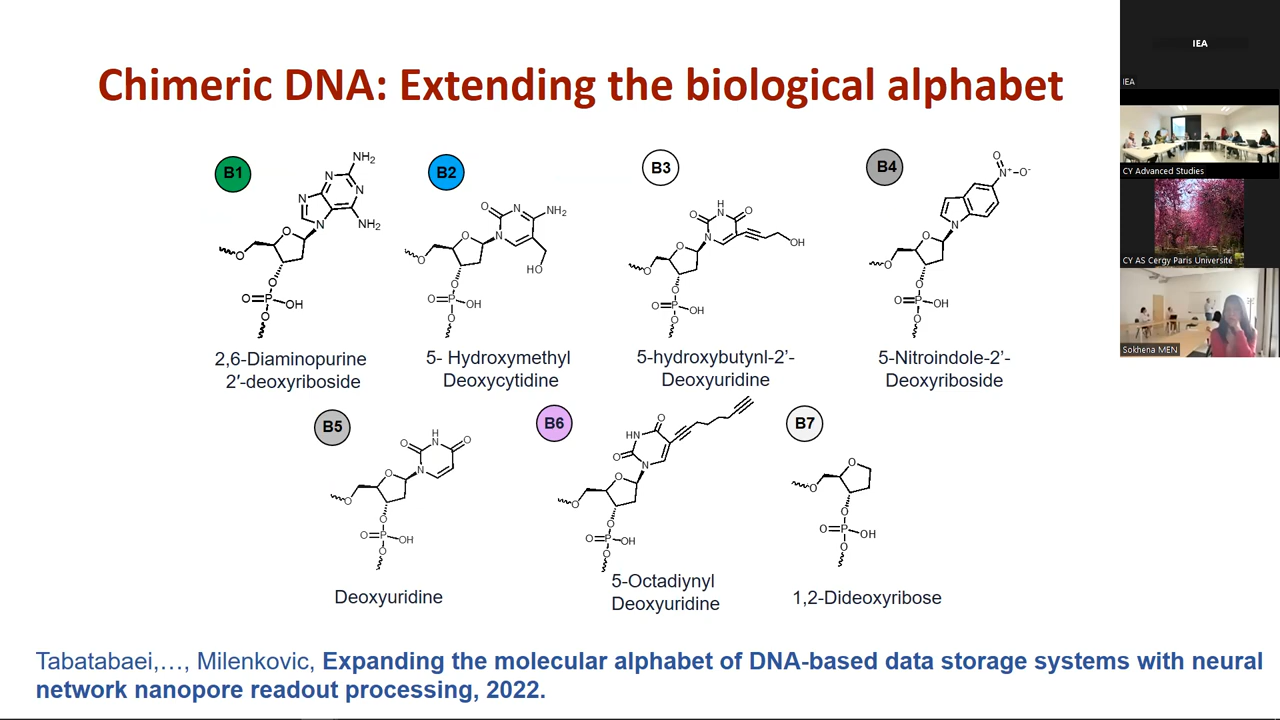 Chimeric DNA: Extending the biological alphabet
IEA
IEA
CY Advanced Studies
CY AS Cergy Paris Université
Sokhena MEN
B1
NH₂
N
N
N
N
NH₂
O
O
O
O=P-OH
O
2,6-Diaminopurine
2′-deoxyriboside
B2
O
N
NH₂
N
HO
O
O
O
O=P-OH
O
5- Hydroxymethyl
Deoxycytidine
B3
H
N
O
O
N
OH
O
O
O
O=P-OH
O
5-hydroxybutynl-2’-
Deoxyuridine
B4
O
N⁺-O⁻
N
O
O
O
O=P-OH
O
5-Nitroindole-2’-
Deoxyriboside
B5
H
N
O
O
N
O
O
O
O=P-OH
O
Deoxyuridine
B6
O
HN
O
N
O
O
O
O=P-OH
O
5-Octadiynyl
Deoxyuridine
B7
O
O
O
O=P-OH
O
1,2-Dideoxyribose
Tabatabaei,…, Milenkovic, Expanding the molecular alphabet of DNA-based data storage systems with neural
network nanopore readout processing, 2022.